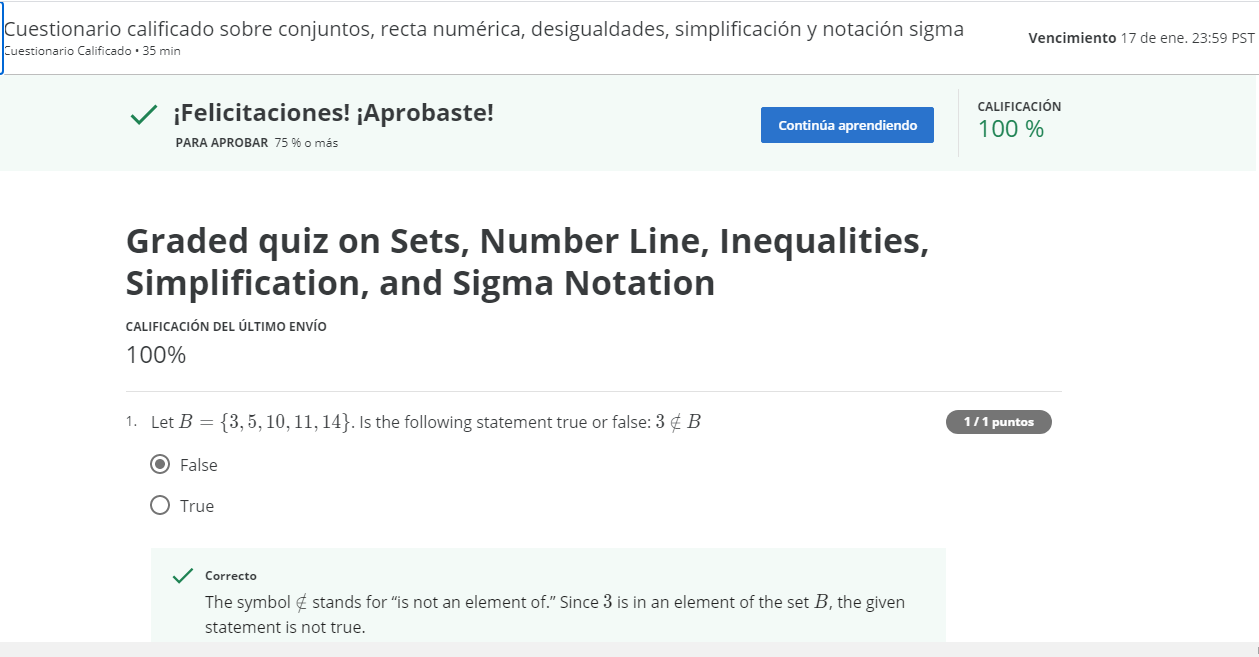 Cuestionario calificado sobre conjuntos, recta numérica, desigualdades, simplificación y notación sigma
Cuestionario Calificado • 35 min
Vencimiento 17 de ene. 23:59 PST
¡Felicitaciones! ¡Aprobaste!
PARA APROBAR 75 % o más
Continúa aprendiendo
CALIFICACIÓN
100 %
Graded quiz on Sets, Number Line, Inequalities,
Simplification, and Sigma Notation
CALIFICACIÓN DEL ÚLTIMO ENVÍO
100%
1. Let B = {3, 5, 10, 11, 14}. Is the following statement true or false: 3 ∉ B
1 / 1 puntos
False
True
Correcto
The symbol ∉ stands for “is not an element of.” Since 3 is in an element of the set B, the given
statement is not true.